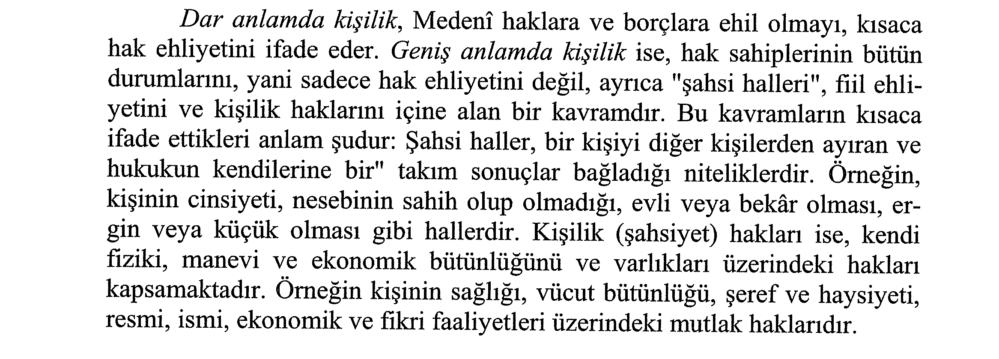 Dar anlamda kişilik, Medenî haklara ve borçlara ehil olmayı, kısaca
hak ehliyetini ifade eder. Geniş anlamda kişilik ise, hak sahiplerinin bütün
durumlarını, yani sadece hak ehliyetini değil, ayrıca "şahsi halleri", fiil ehli-
yetini ve kişilik haklarını içine alan bir kavramdır. Bu kavramların kısaca
ifade ettikleri anlam şudur: Şahsi haller, bir kişiyi diğer kişilerden ayıran ve
hukukun kendilerine bir" takım sonuçlar bağladığı niteliklerdir. Örneğin,
kişinin cinsiyeti, nesebinin sahih olup olmadığı, evli veya bekâr olması, er-
gin veya küçük olması gibi hallerdir. Kişilik (şahsiyet) hakları ise, kendi
fiziki, manevi ve ekonomik bütünlüğünü ve varlıkları üzerindeki hakları
kapsamaktadır. Örneğin kişinin sağlığı, vücut bütünlüğü, şeref ve haysiyeti,
resmi, ismi, ekonomik ve fikri faaliyetleri üzerindeki mutlak haklarıdır.